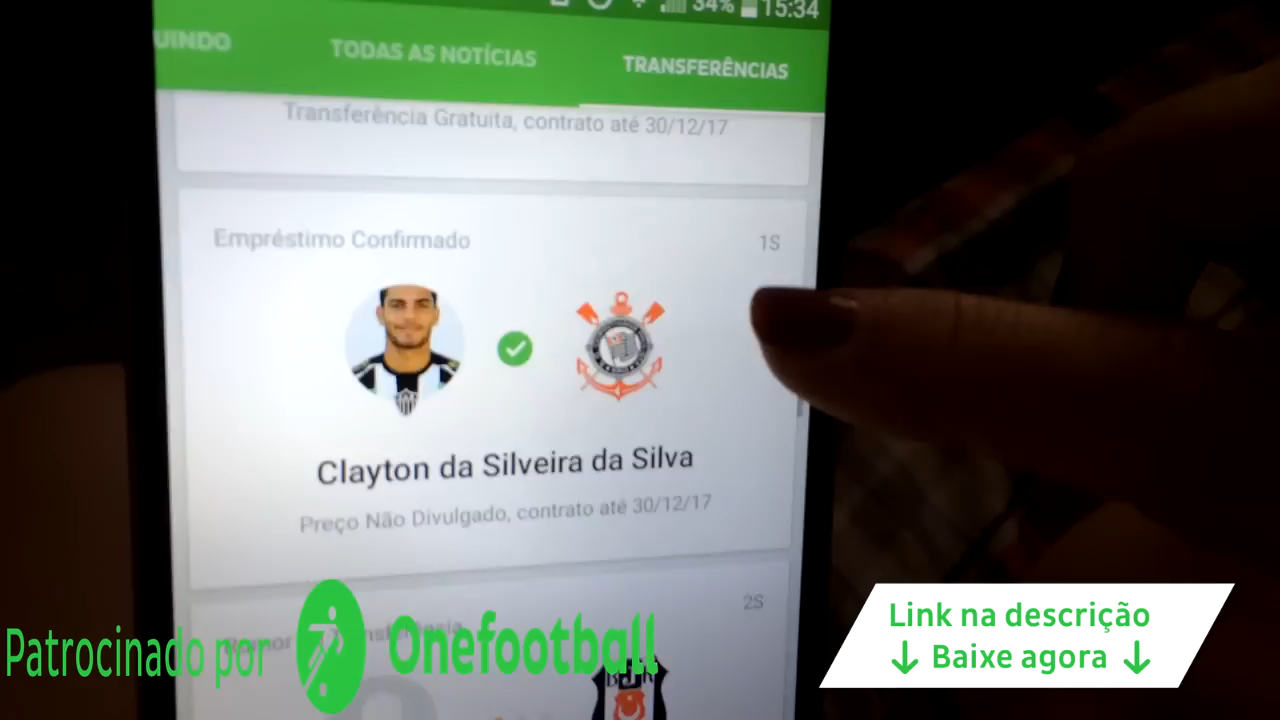 34% 15:34
UINDO TODAS AS NOTÍCIAS TRANSFERÊNCIAS
Transferência Gratuita, contrato até 30/12/17
Empréstimo Confirmado 1S
Clayton da Silveira da Silva
Preço Não Divulgado, contrato até 30/12/17
2S
Patrocinado por Onefootball
Link na descrição
↓ Baixe agora ↓